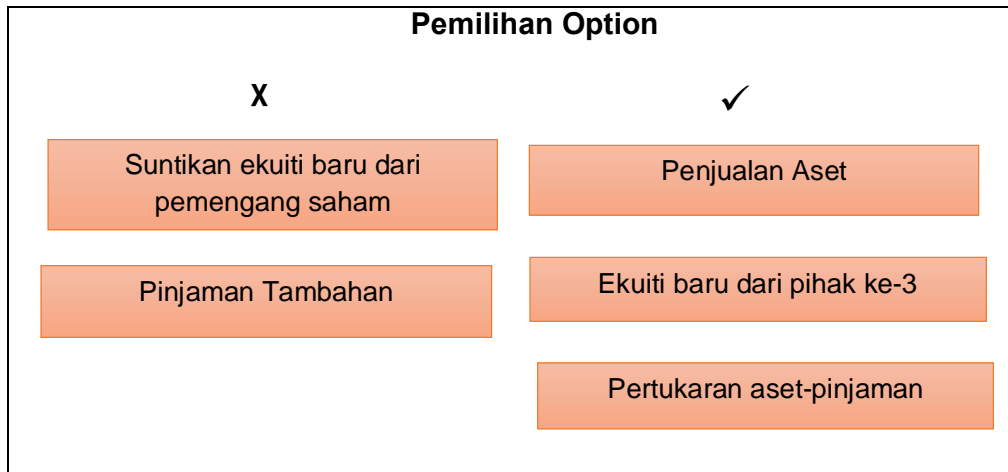 Pemilihan Option
X
✓
Suntikan ekuiti baru dari
pemengang saham
Pinjaman Tambahan
Penjualan Aset
Ekuiti baru dari pihak ke-3
Pertukaran aset-pinjaman